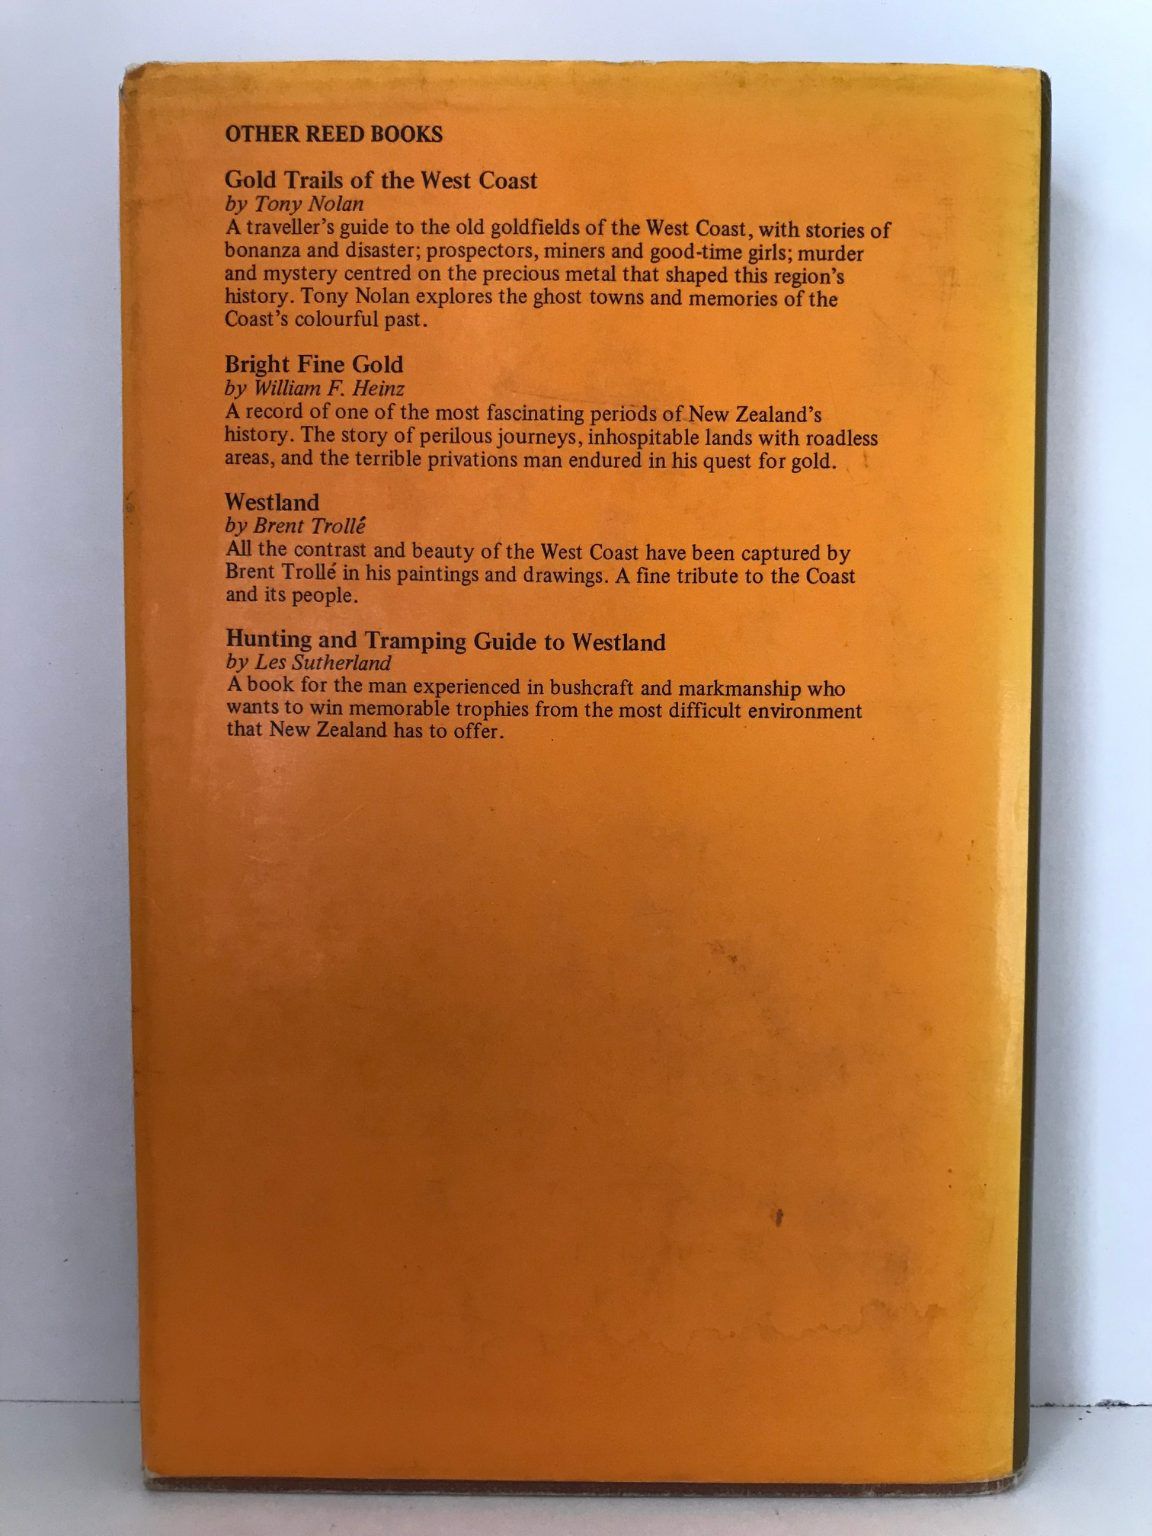 OTHER REED BOOKS
Gold Trails of the West Coast
by Tony Nolan
A traveller's guide to the old goldfields of the West Coast, with stories of
bonanza and disaster; prospectors, miners and good-time girls; murder
and mystery centred on the precious metal that shaped this region's
history. Tony Nolan explores the ghost towns and memories of the
Coast's colourful past.
Bright Fine Gold
by William F. Heinz
A record of one of the most fascinating periods of New Zealand's
history. The story of perilous journeys, inhospitable lands with roadless
areas, and the terrible privations man endured in his quest for gold.
Westland
by Brent Trollé
All the contrast and beauty of the West Coast have been captured by
Brent Trollé in his paintings and drawings. A fine tribute to the Coast
and its people.
Hunting and Tramping Guide to Westland
by Les Sutherland
A book for the man experienced in bushcraft and markmanship who
wants to win memorable trophies from the most difficult environment
that New Zealand has to offer.